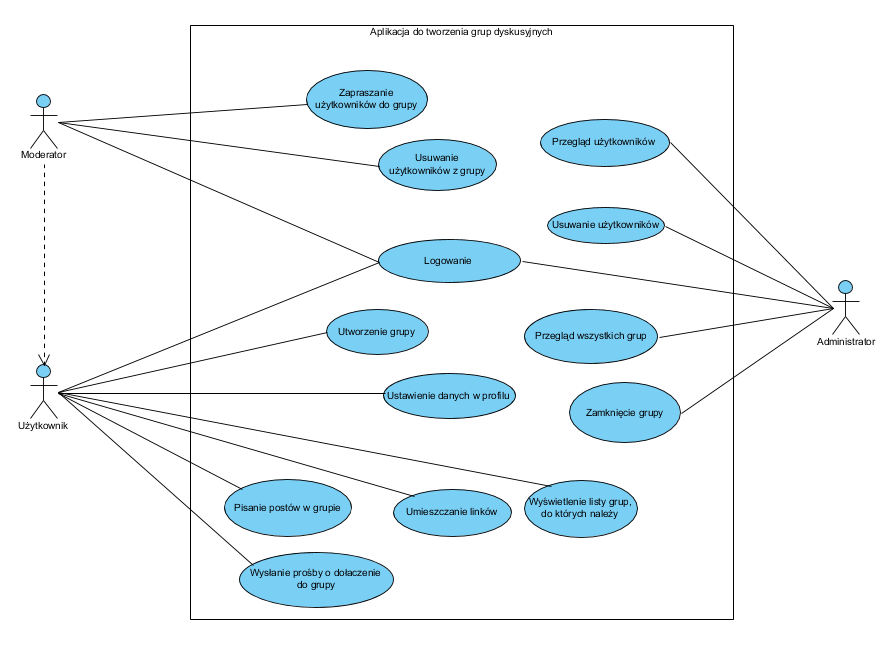 Aplikacja do tworzenia grup dyskusyjnych
Zapraszanie
użytkowników do grupy
Moderator
Usuwanie
użytkowników z grupy
Przegląd użytkowników
Usuwanie użytkowników
Logowanie
Utworzenie grupy
Przegląd wszystkich grup
Administrator
Ustawienie danych w profilu
Zamknięcie grupy
Użytkownik
Pisanie postów w grupie
Umieszczanie linków
Wyświetlenie listy grup,
do których należy
Wysłanie prośby o dołaczenie
do grupy